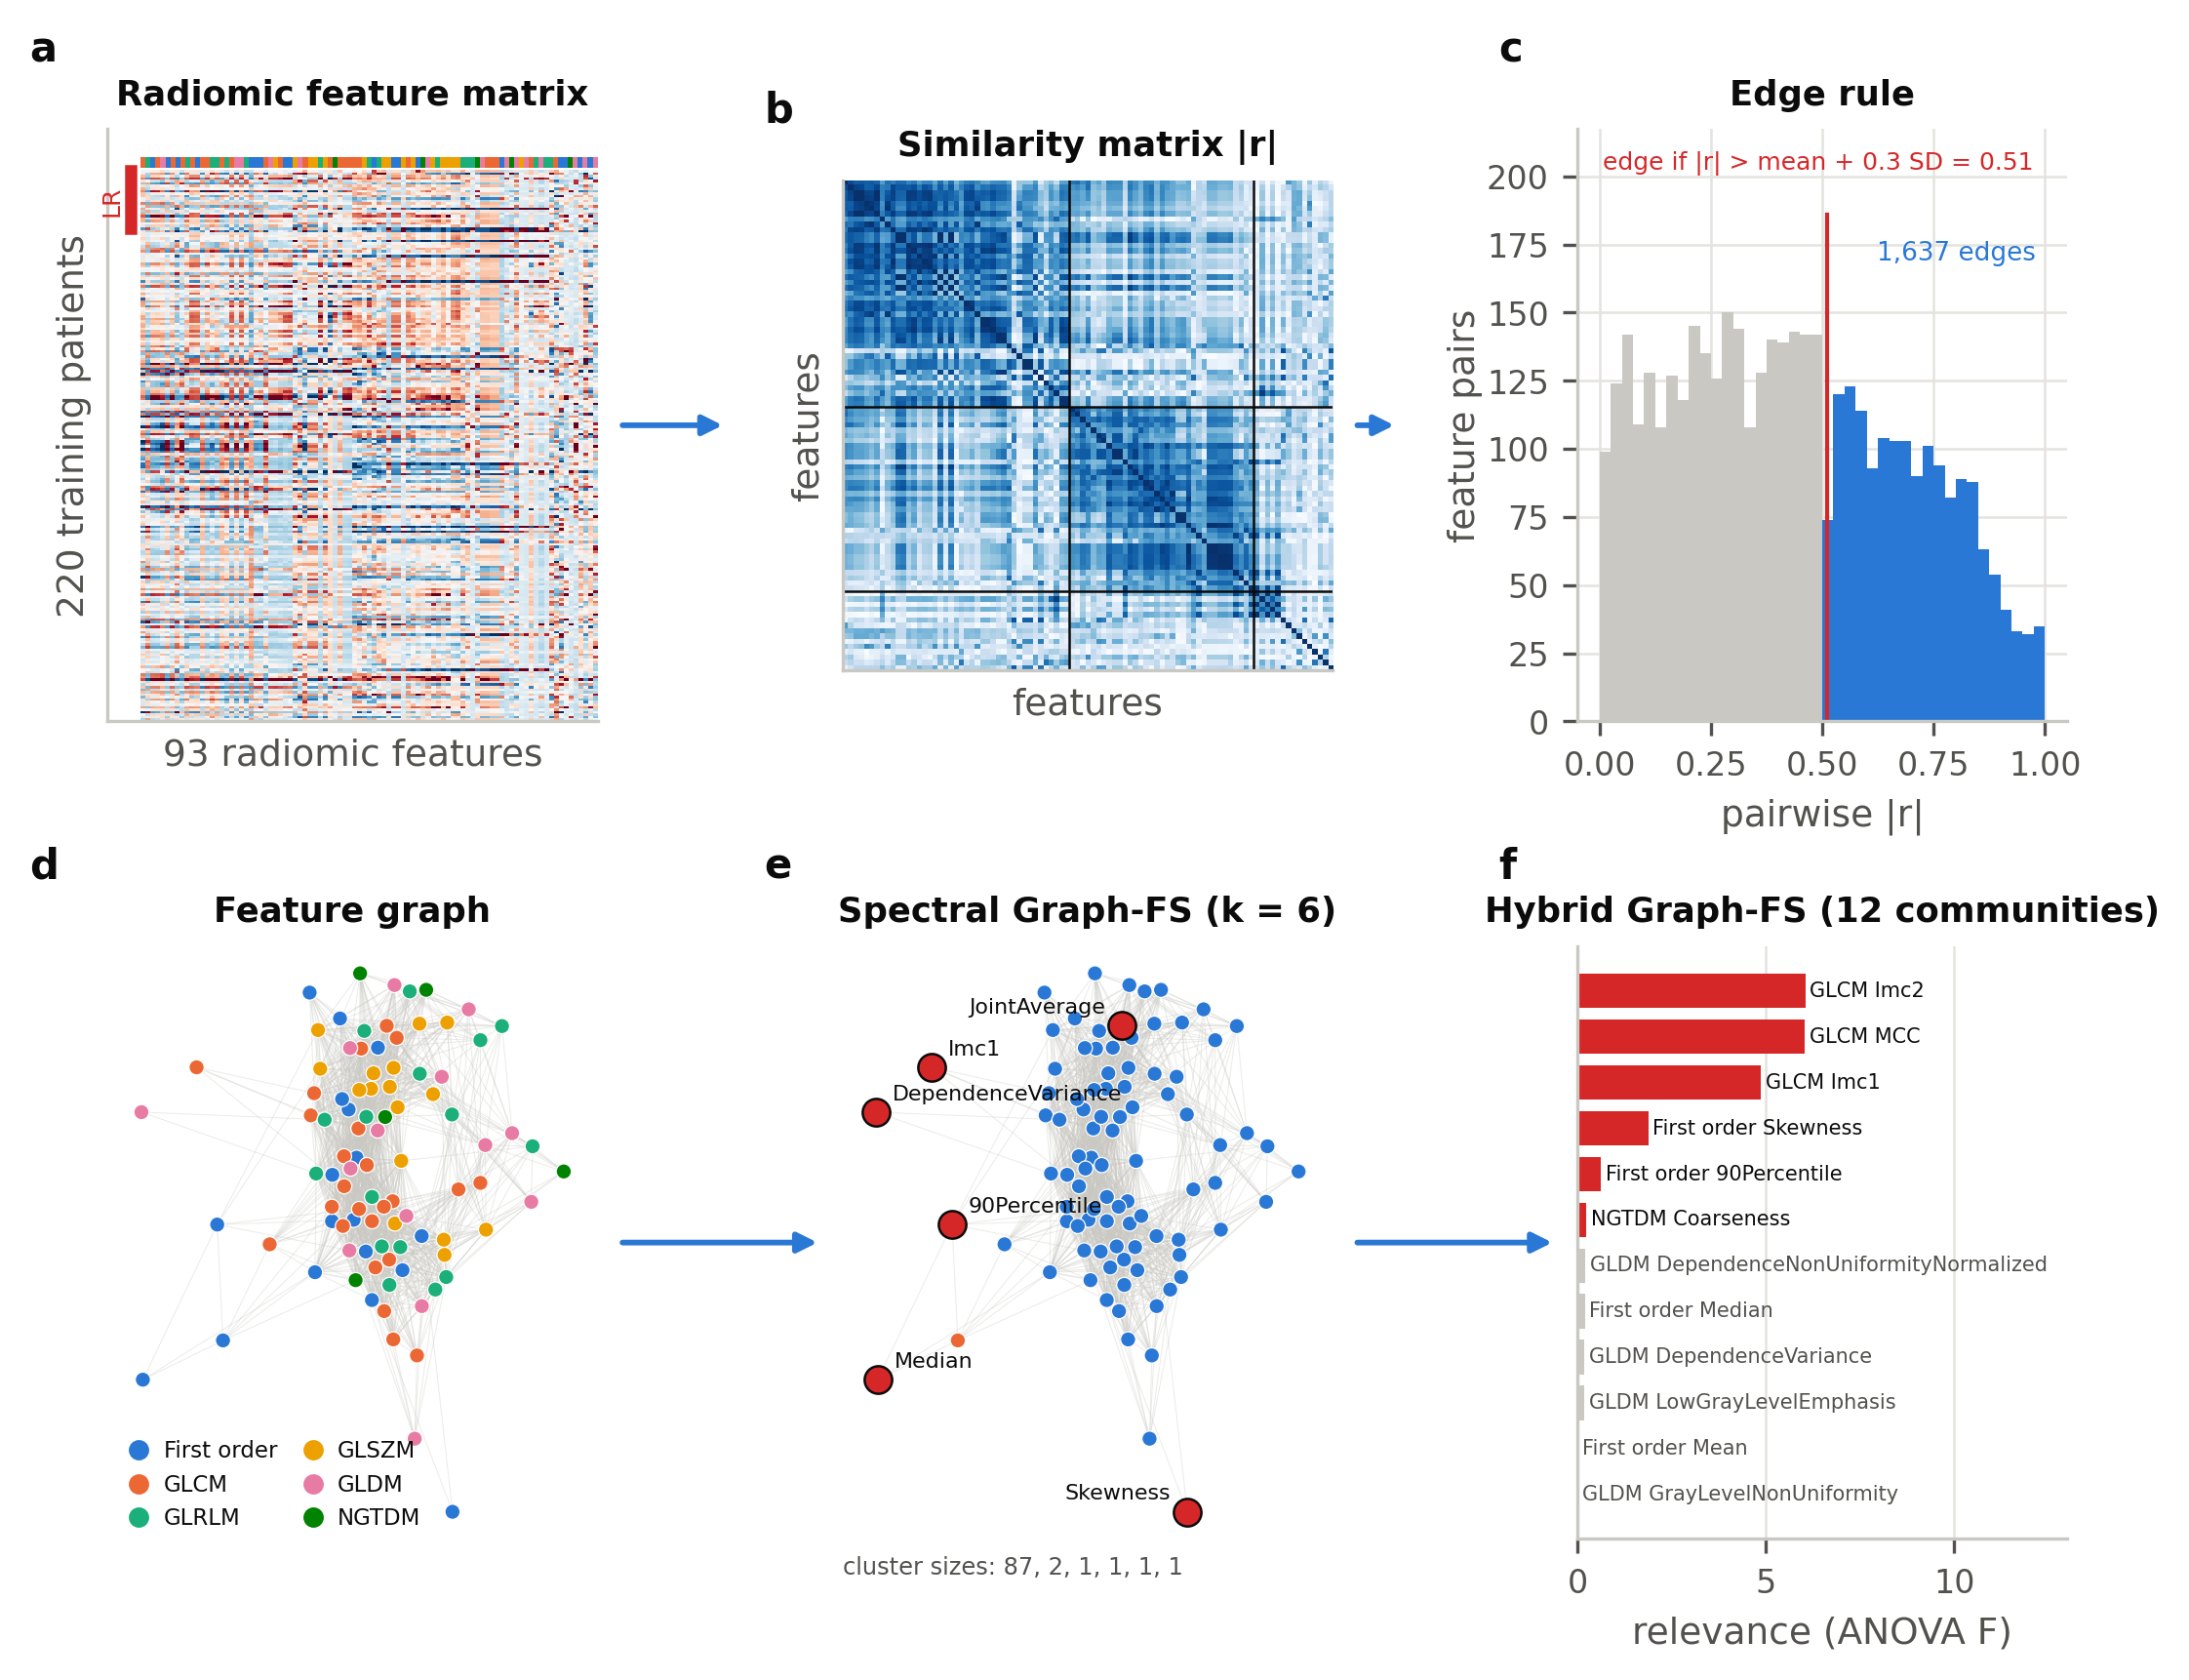 a
Radiomic feature matrix
LR
220 training patients
93 radiomic features
b
Similarity matrix |r|
features
features
c
Edge rule
edge if |r| > mean + 0.3 SD = 0.51
1,637 edges
feature pairs
200
175
150
125
100
75
50
25
0
0.00 0.25 0.50 0.75 1.00
pairwise |r|
d
Feature graph
First order
GLCM
GLRLM
GLSZM
GLDM
NGTDM
e
Spectral Graph-FS (k = 6)
JointAverage
Imc1
DependenceVariance
90Percentile
Median
Skewness
cluster sizes: 87, 2, 1, 1, 1, 1
f
Hybrid Graph-FS (12 communities)
GLCM Imc2
GLCM MCC
GLCM Imc1
First order Skewness
First order 90Percentile
NGTDM Coarseness
GLDM DependenceNonUniformityNormalized
First order Median
GLDM DependenceVariance
GLDM LowGrayLevelEmphasis
First order Mean
GLDM GrayLevelNonUniformity
0 5 10
relevance (ANOVA F)